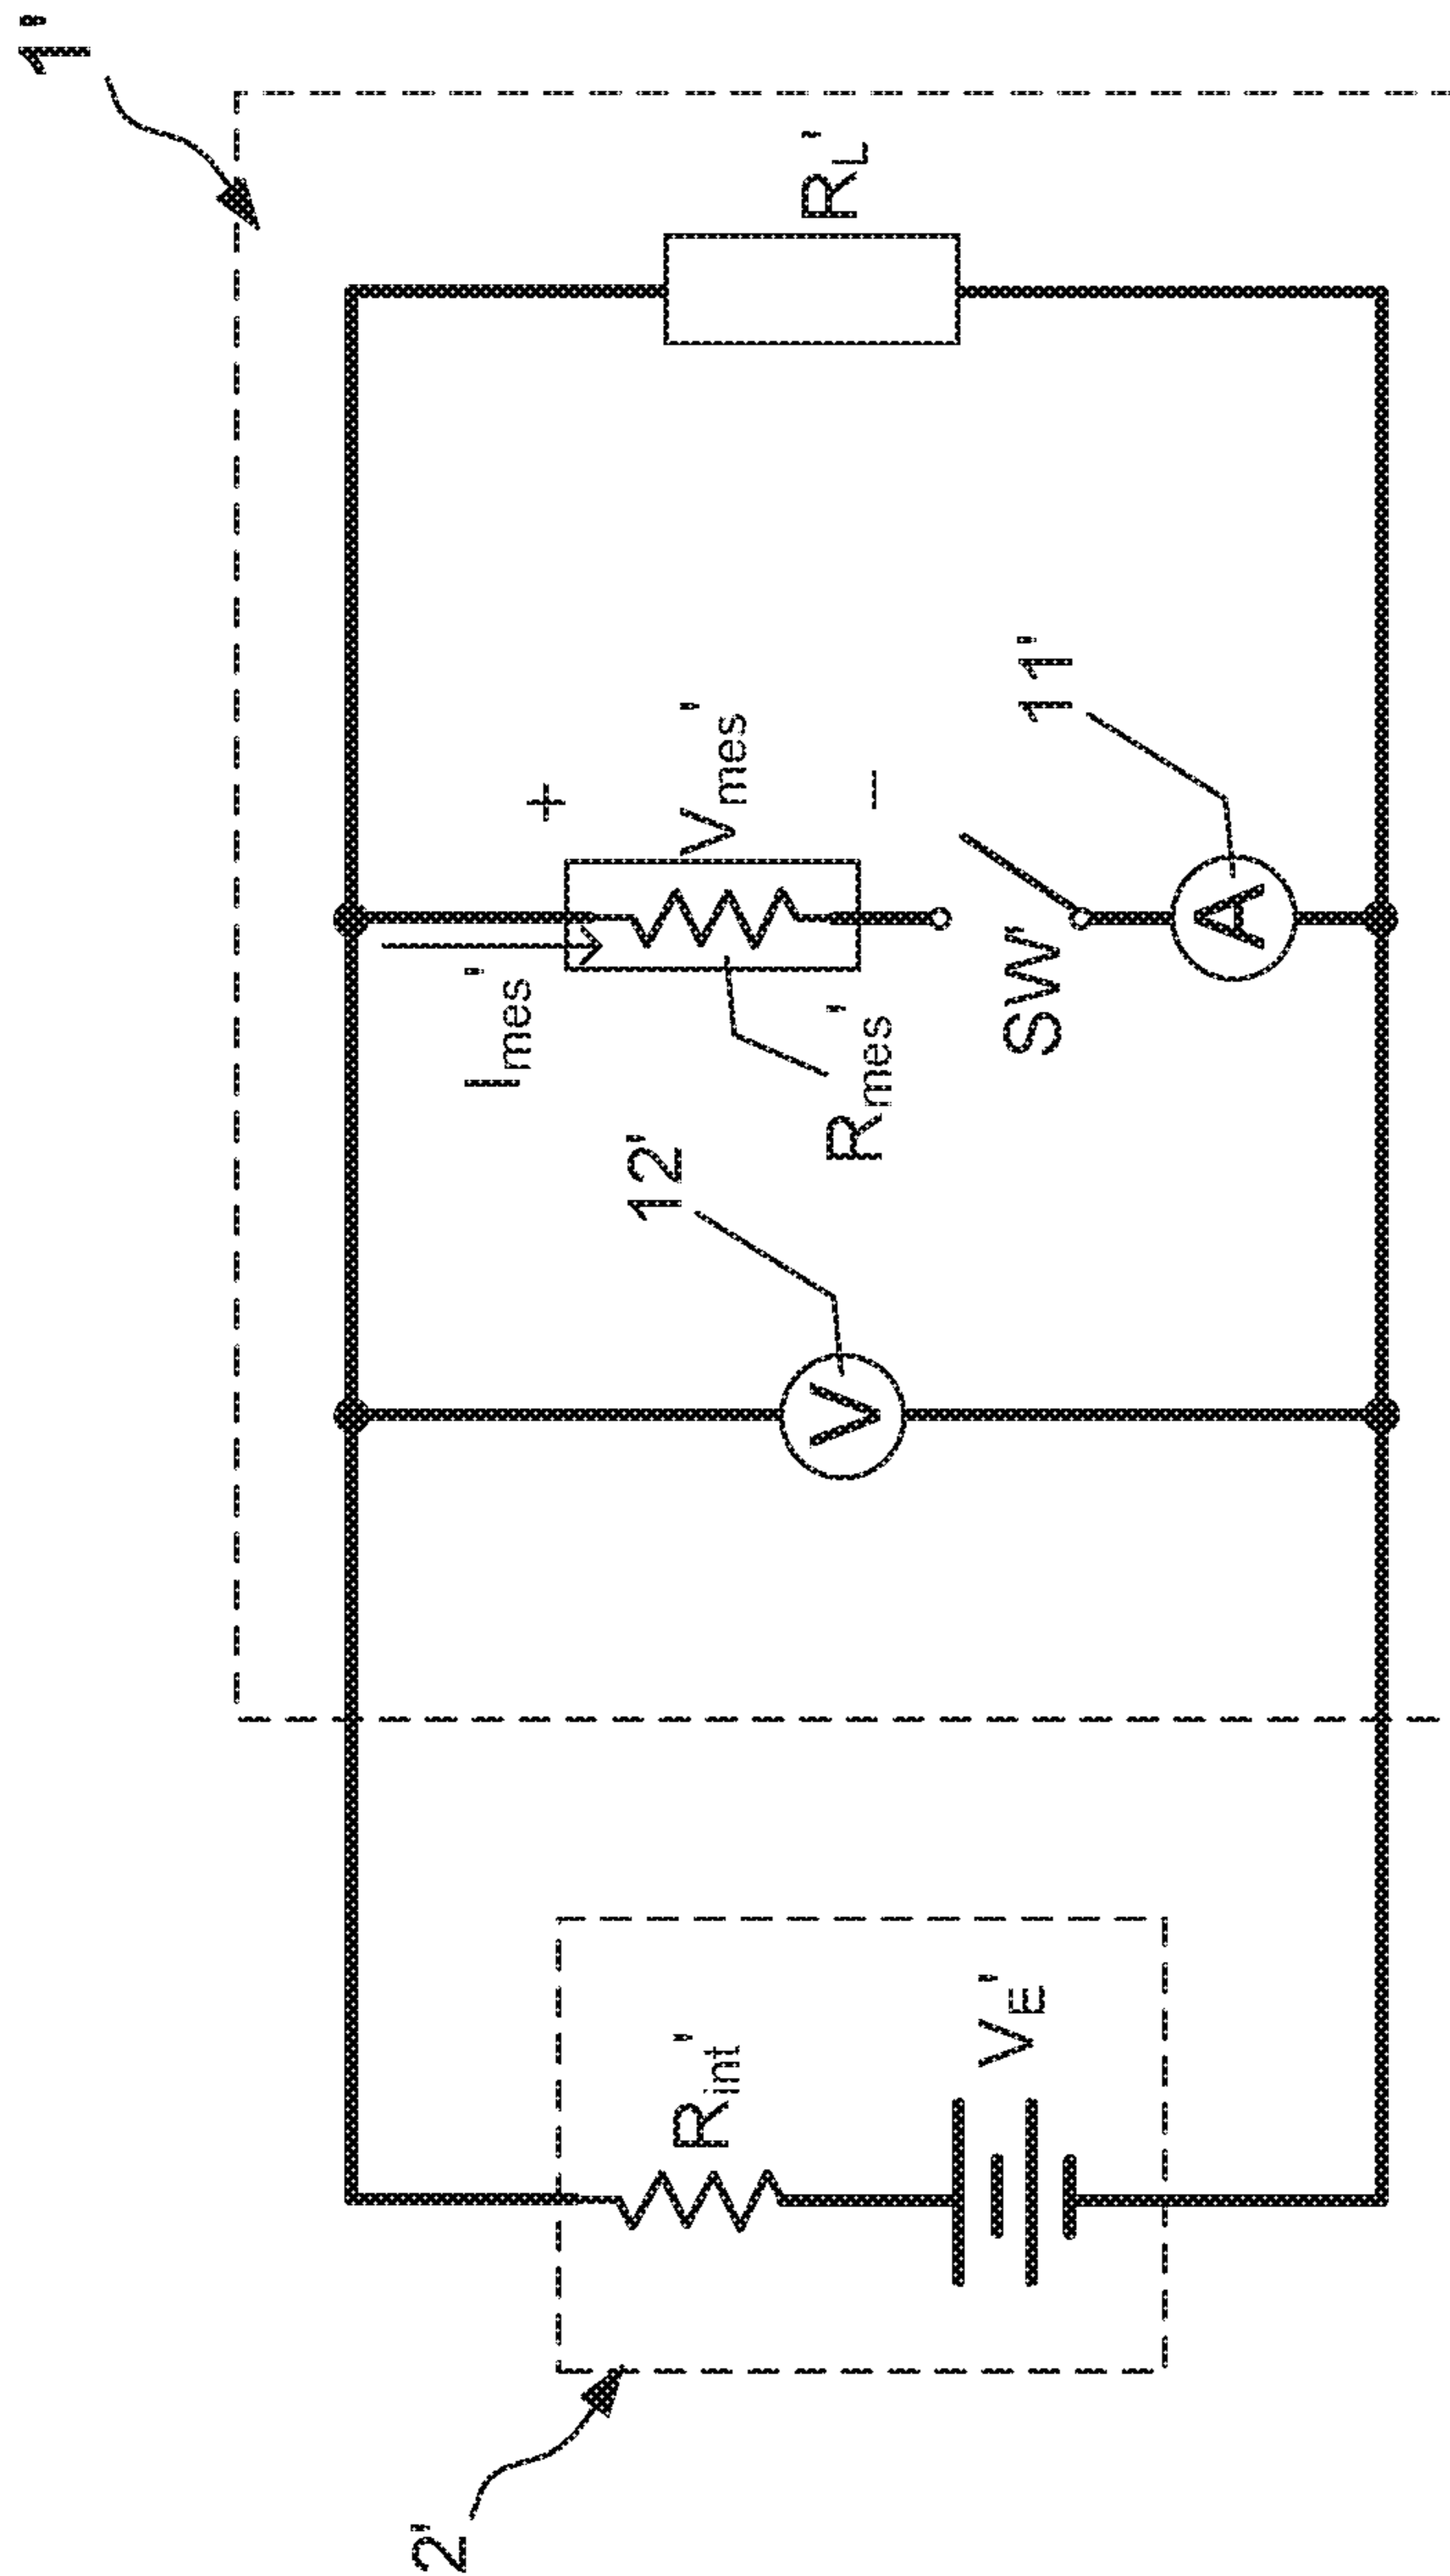 1'
2'
R_int'
V_E'
12'
V
I_mes'
R_mes'
+
V_mes'
−
SW'
11'
A
R_L'